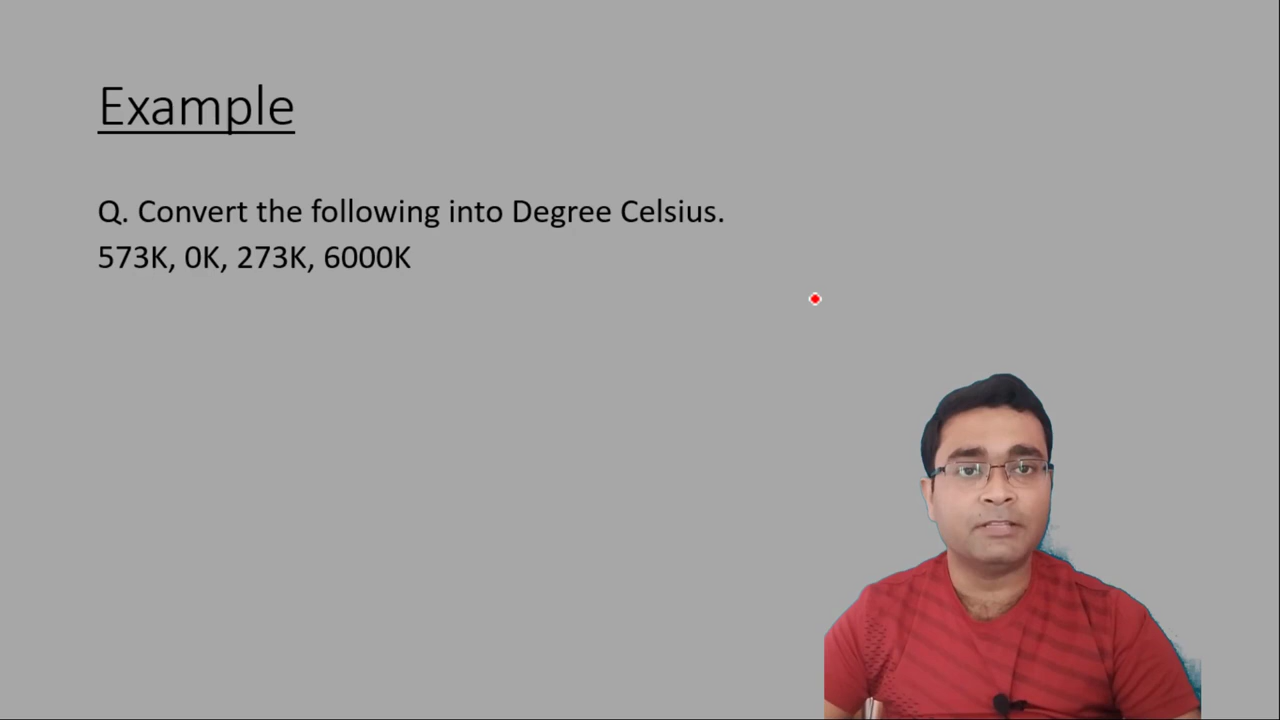 Example
Q. Convert the following into Degree Celsius.
573K, 0K, 273K, 6000K